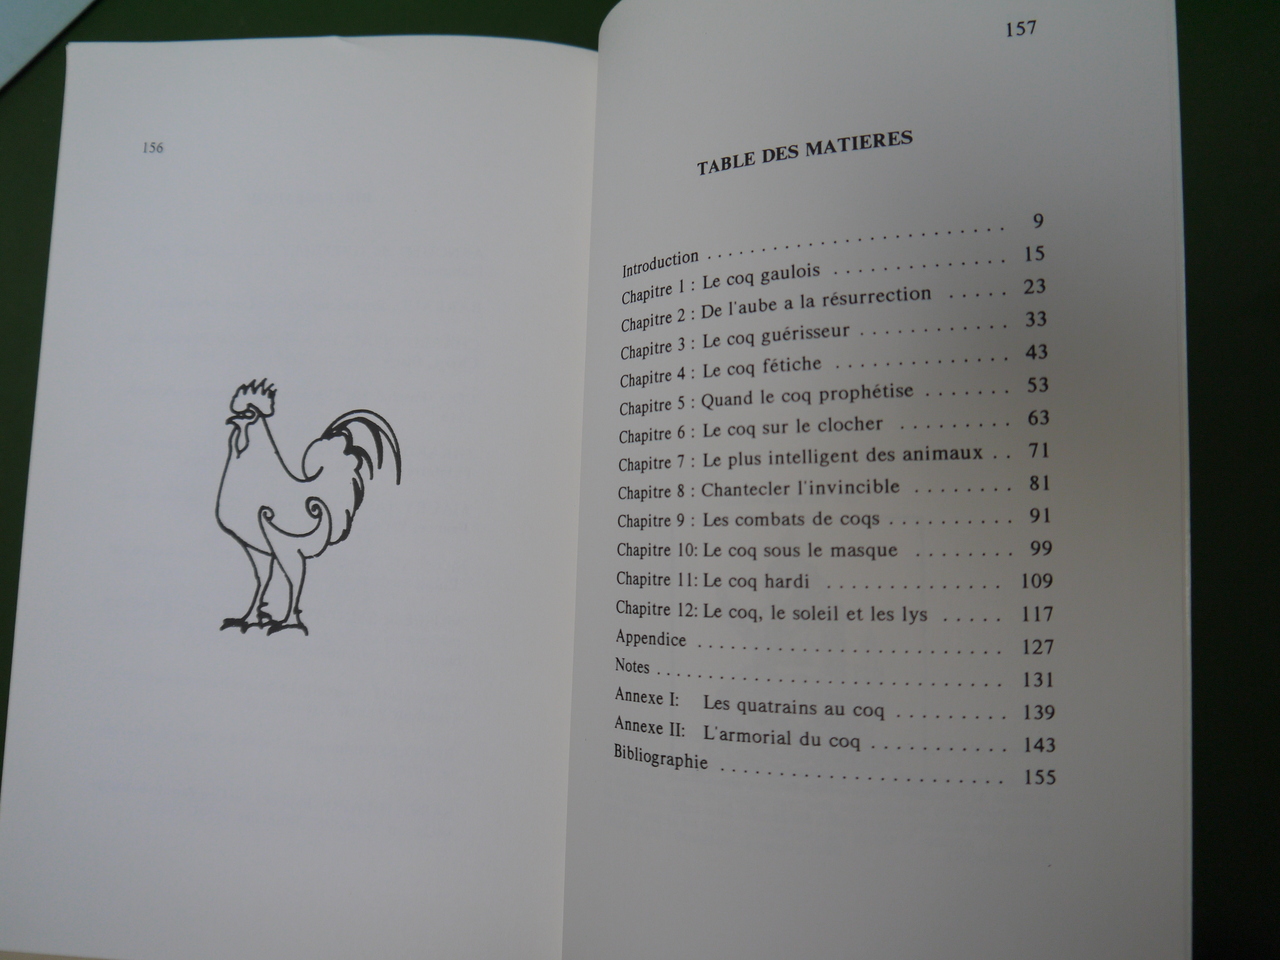 156
157
TABLE DES MATIERES
Introduction . . . . . . . . . . . . . . . . . . . . . . . . 9
Chapitre 1 : Le coq gaulois . . . . . . . . . . . . . . 15
Chapitre 2 : De l'aube a la résurrection . . . . . 23
Chapitre 3 : Le coq guérisseur . . . . . . . . . . . . 33
Chapitre 4 : Le coq fétiche . . . . . . . . . . . . . . 43
Chapitre 5 : Quand le coq prophétise . . . . . . . 53
Chapitre 6 : Le coq sur le clocher . . . . . . . . . 63
Chapitre 7 : Le plus intelligent des animaux . . 71
Chapitre 8 : Chantecler l'invincible . . . . . . . . 81
Chapitre 9 : Les combats de coqs . . . . . . . . . . 91
Chapitre 10: Le coq sous le masque . . . . . . . . 99
Chapitre 11: Le coq hardi . . . . . . . . . . . . . . 109
Chapitre 12: Le coq, le soleil et les lys . . . . . 117
Appendice . . . . . . . . . . . . . . . . . . . . . . . . . 127
Notes . . . . . . . . . . . . . . . . . . . . . . . . . . . . 131
Annexe I: Les quatrains au coq . . . . . . . . . 139
Annexe II: L'armorial du coq . . . . . . . . . . . 143
Bibliographie . . . . . . . . . . . . . . . . . . . . . . . 155